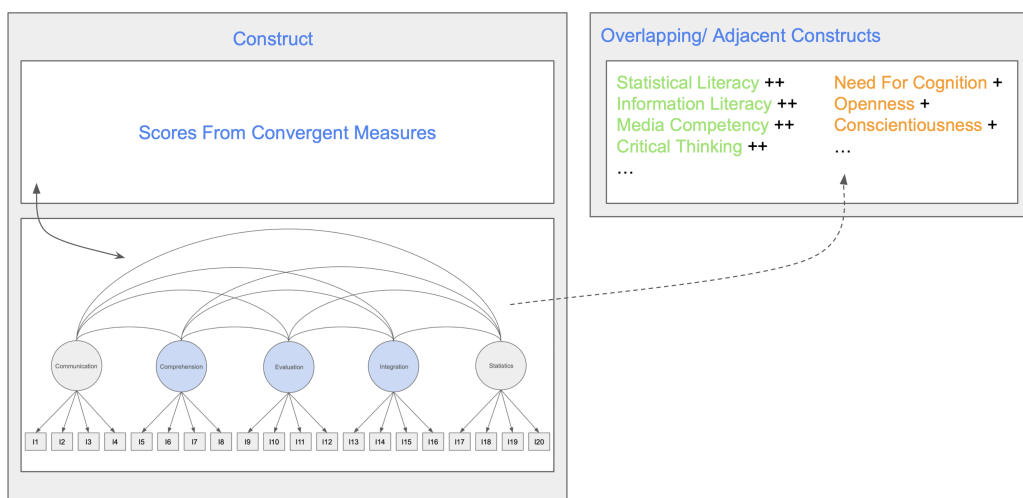 Construct
Scores From Convergent Measures
Communication
Comprehension
Evaluation
Integration
Statistics
I1 I2 I3 I4 I5 I6 I7 I8 I9 I10 I11 I12 I13 I14 I15 I16 I17 I18 I19 I20
Overlapping/ Adjacent Constructs
Statistical Literacy ++
Information Literacy ++
Media Competency ++
Critical Thinking ++
...
Need For Cognition +
Openness +
Conscientiousness +
...